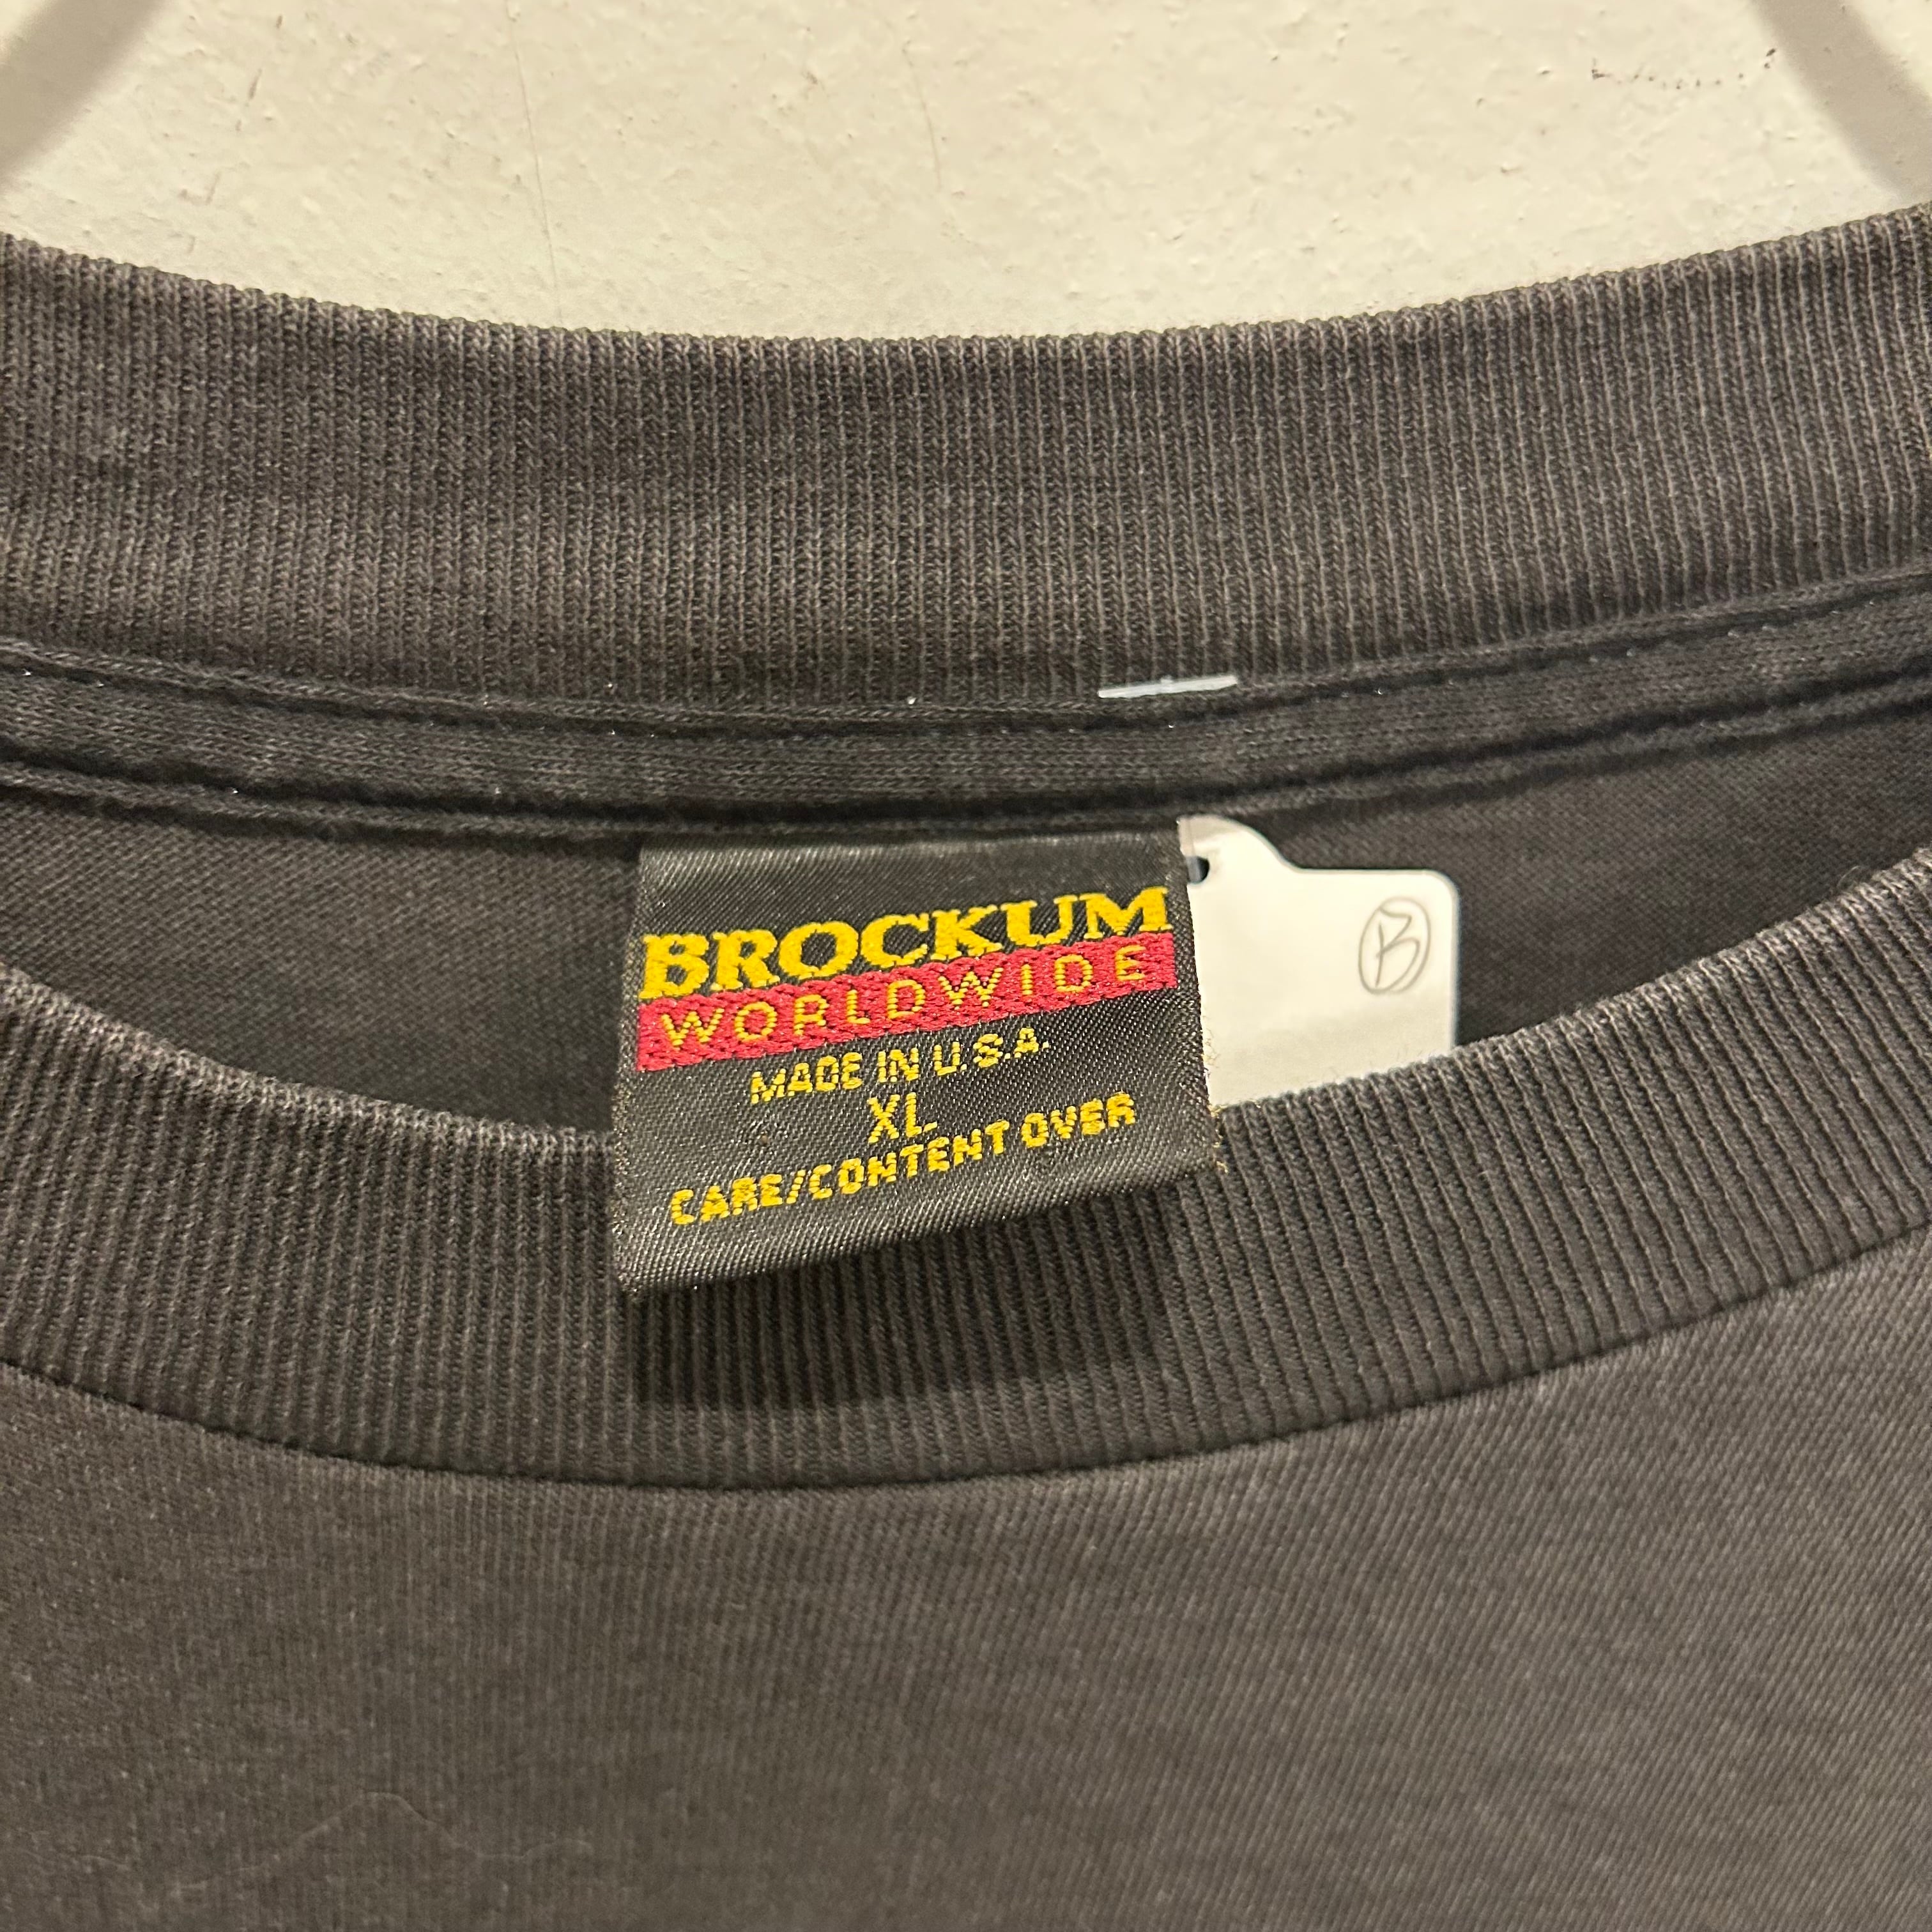 BROCKUM
WORLDWIDE
MADE IN U.S.A.
XL
CARE/CONTENT OVER
B